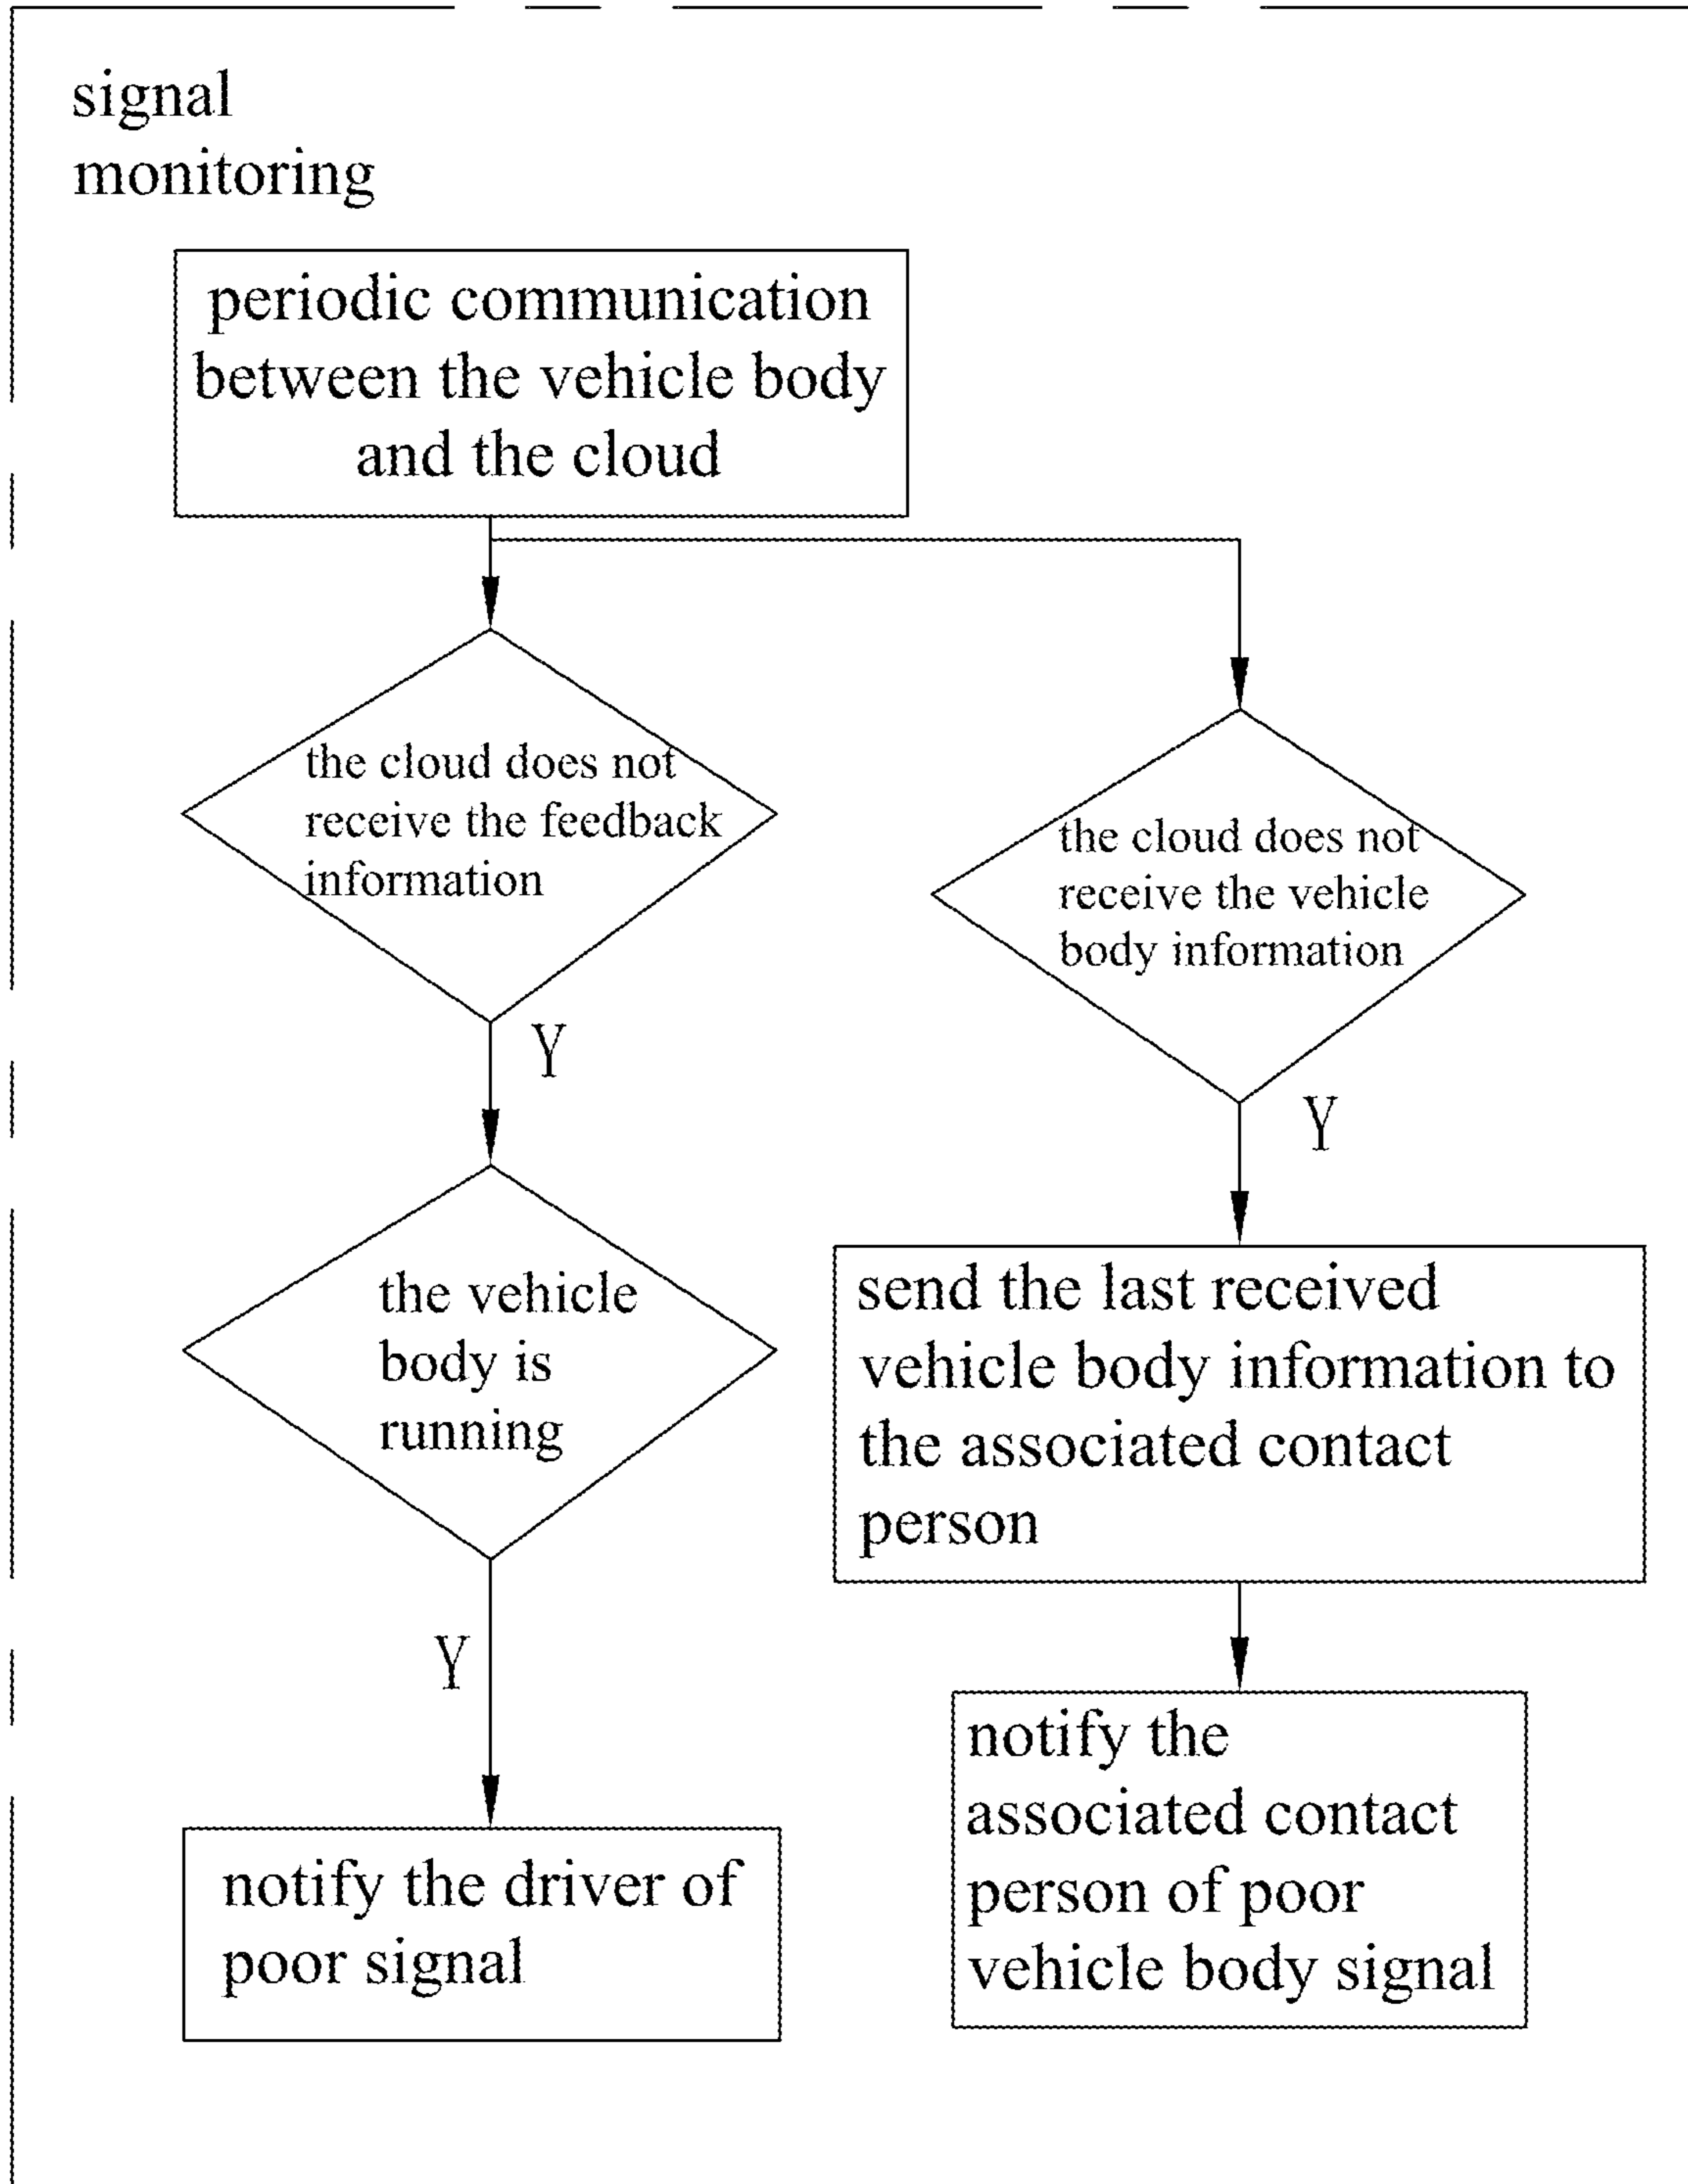 signal
monitoring
periodic communication
between the vehicle body
and the cloud
the cloud does not
receive the feedback
information
Y
the vehicle
body is
running
Y
notify the driver of
poor signal
the cloud does not
receive the vehicle
body information
Y
send the last received
vehicle body information to
the associated contact
person
notify the
associated contact
person of poor
vehicle body signal